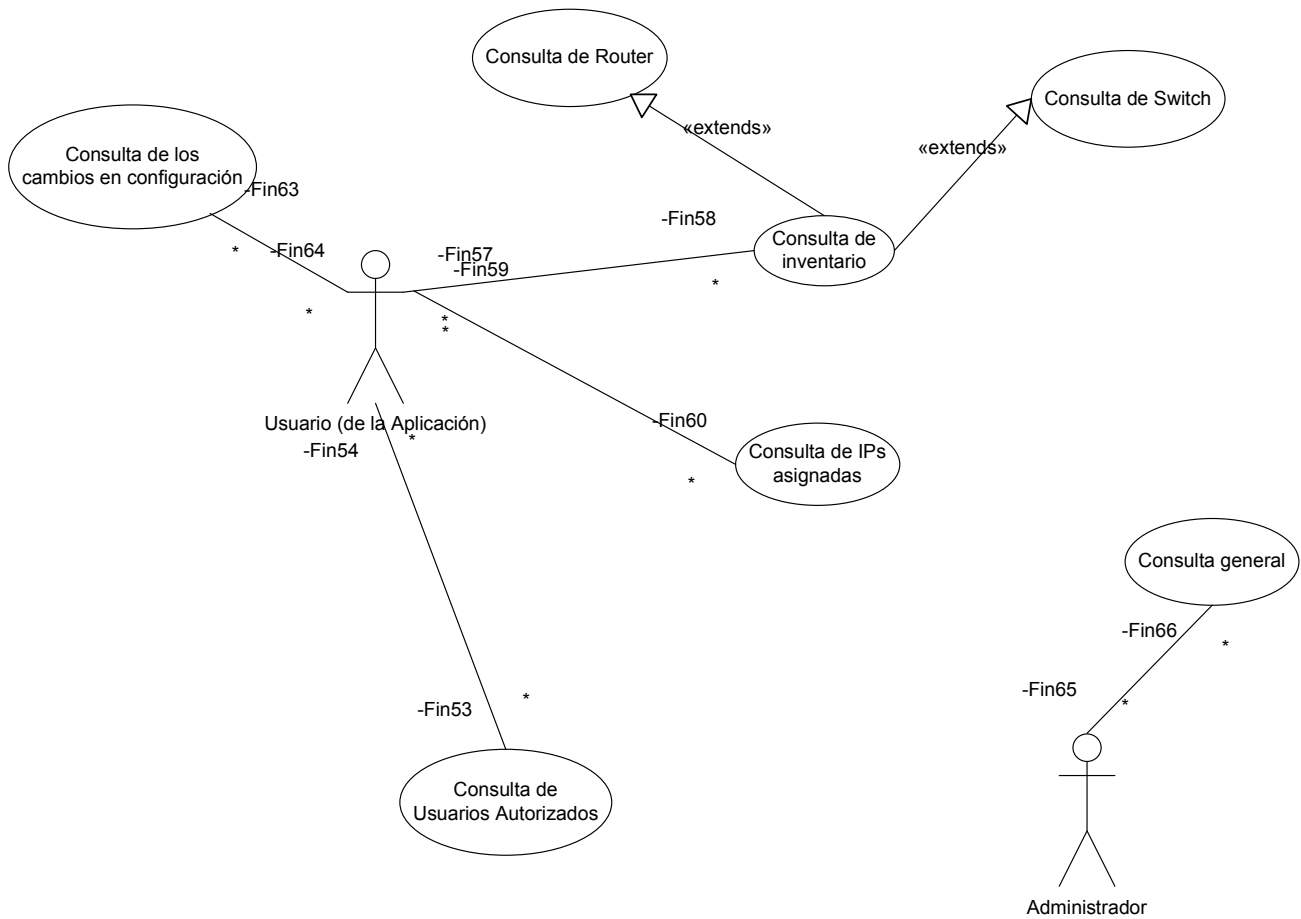 Consulta de Router
Consulta de Switch
«extends»
«extends»
Consulta de los
cambios en configuración
-Fin63
-Fin58
Consulta de
inventario
*
-Fin64
-Fin57
-Fin59
*
*
*
*
Usuario (de la Aplicación)
-Fin60
*
-Fin54
Consulta de IPs
asignadas
*
Consulta general
-Fin66
*
-Fin65
*
*
-Fin53
Consulta de
Usuarios Autorizados
Administrador